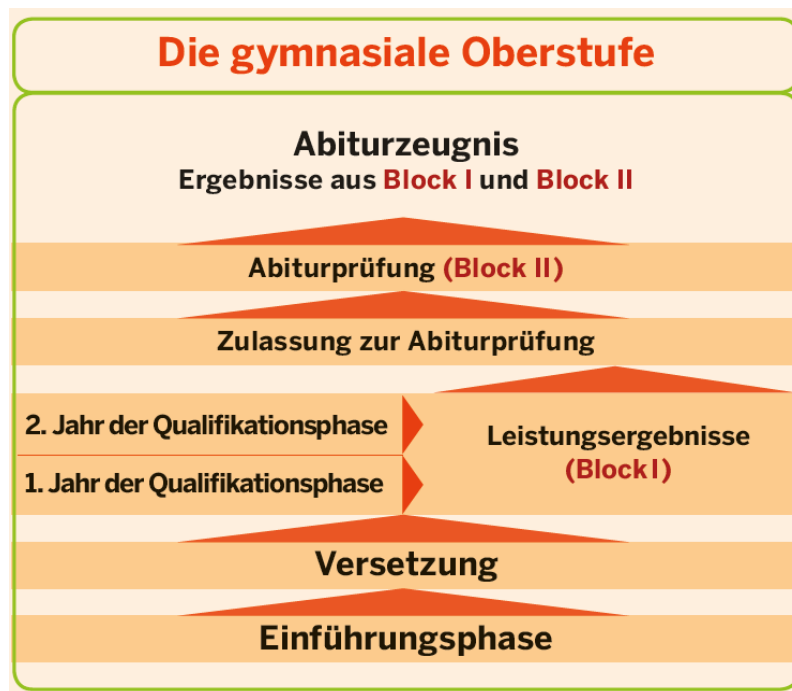 Die gymnasiale Oberstufe
Abiturzeugnis
Ergebnisse aus Block I und Block II
Abiturprüfung (Block II)
Zulassung zur Abiturprüfung
2. Jahr der Qualifikationsphase
1. Jahr der Qualifikationsphase
Leistungsergebnisse
(Block I)
Versetzung
Einführungsphase